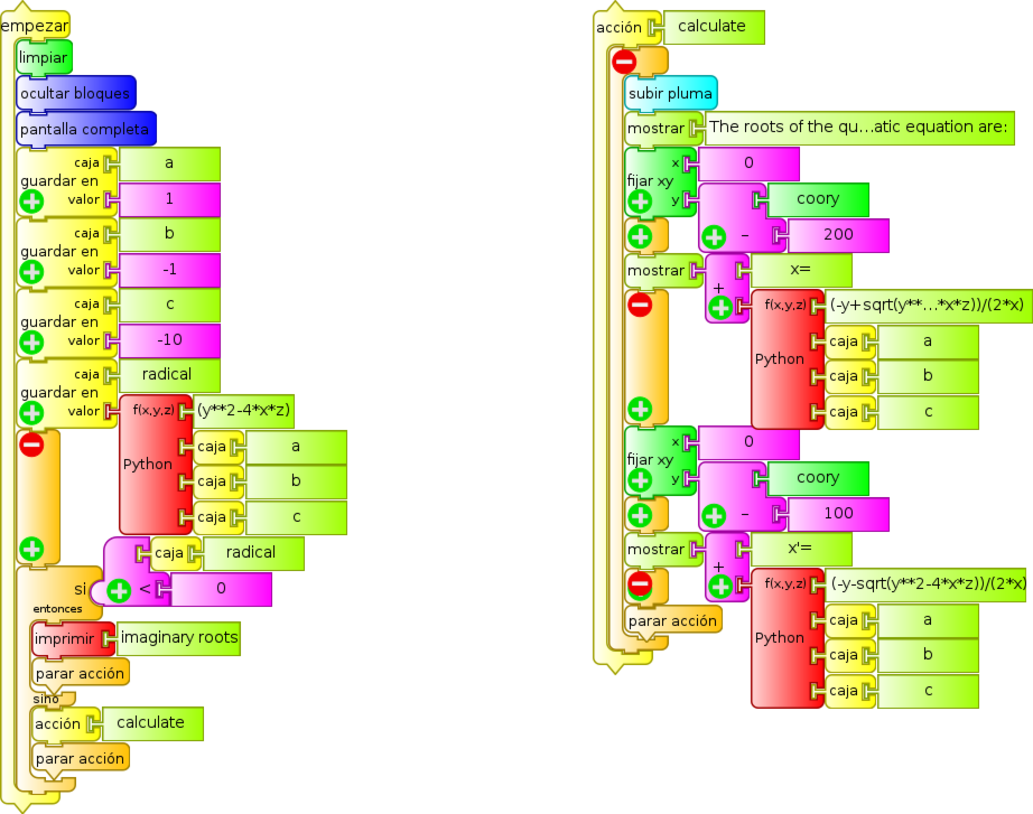 empezar
limpiar
ocultar bloques
pantalla completa
guardar en caja a
valor 1
guardar en caja b
valor -1
guardar en caja c
valor -10
guardar en caja radical
valor f(x,y,z) (y**2-4*x*z)
Python
caja a
caja b
caja c
si
caja radical
< 0
entonces
imprimir imaginary roots
parar acción
sino
acción calculate
parar acción
acción calculate
subir pluma
mostrar The roots of the qu...atic equation are:
fijar xy x 0
y coory
− 200
mostrar x=
+
f(x,y,z) (-y+sqrt(y**...*x*z))/(2*x)
Python
caja a
caja b
caja c
fijar xy x 0
y coory
− 100
mostrar x'=
+
f(x,y,z) (-y-sqrt(y**2-4*x*z))/(2*x)
Python
caja a
caja b
caja c
parar acción